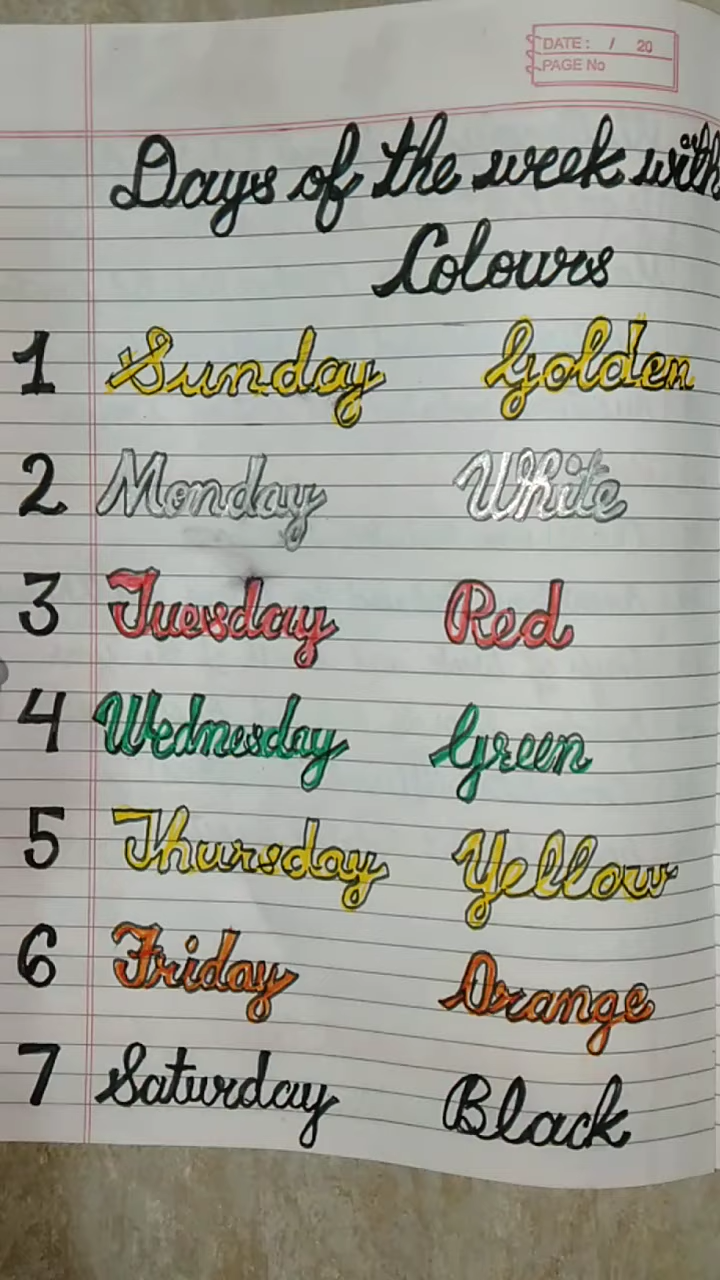 DATE: / 20
PAGE No
Days of the week with
Colours
1 Sunday Golden
2 Monday White
3 Tuesday Red
4 Wednesday Green
5 Thursday Yellow
6 Friday Orange
7 Saturday Black